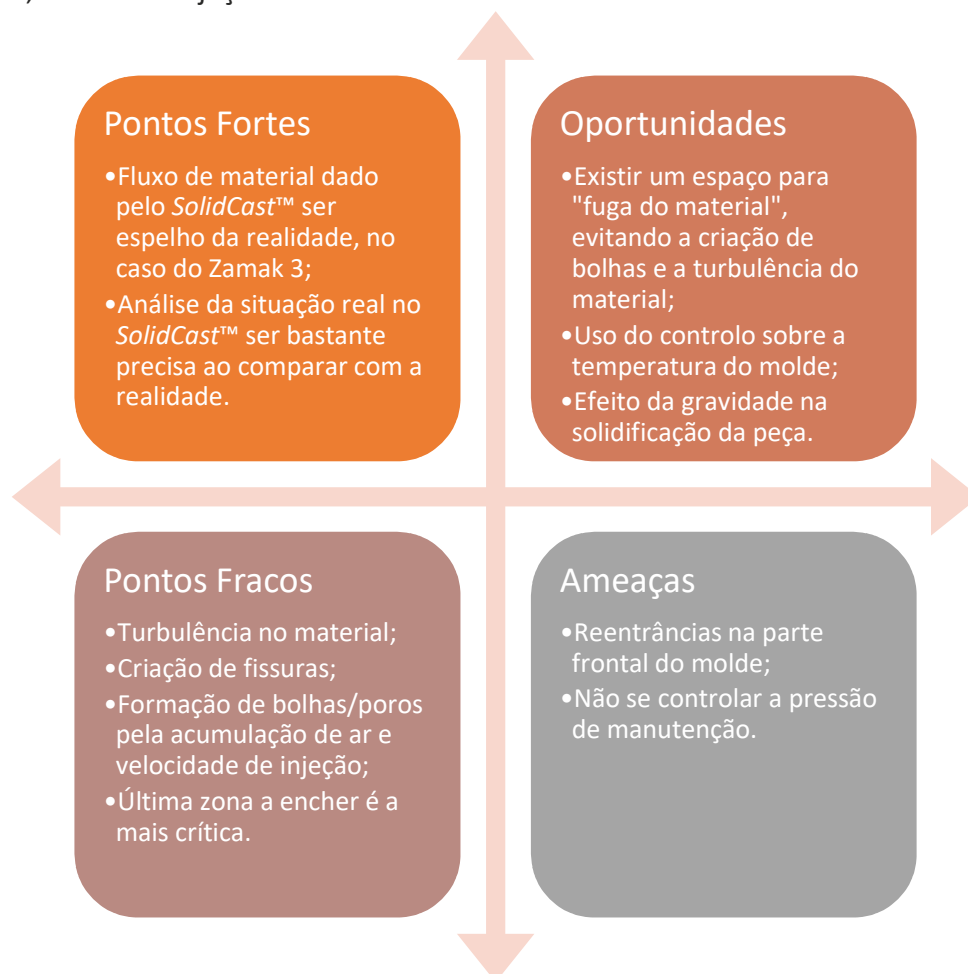 Pontos Fortes
•Fluxo de material dado
pelo SolidCast™ ser
espelho da realidade, no
caso do Zamak 3;
•Análise da situação real no
SolidCast™ ser bastante
precisa ao comparar com a
realidade.
Oportunidades
•Existir um espaço para
"fuga do material",
evitando a criação de
bolhas e a turbulência do
material;
•Uso do controlo sobre a
temperatura do molde;
•Efeito da gravidade na
solidificação da peça.
Pontos Fracos
•Turbulência no material;
•Criação de fissuras;
•Formação de bolhas/poros
pela acumulação de ar e
velocidade de injeção;
•Última zona a encher é a
mais crítica.
Ameaças
•Reentrâncias na parte
frontal do molde;
•Não se controlar a pressão
de manutenção.